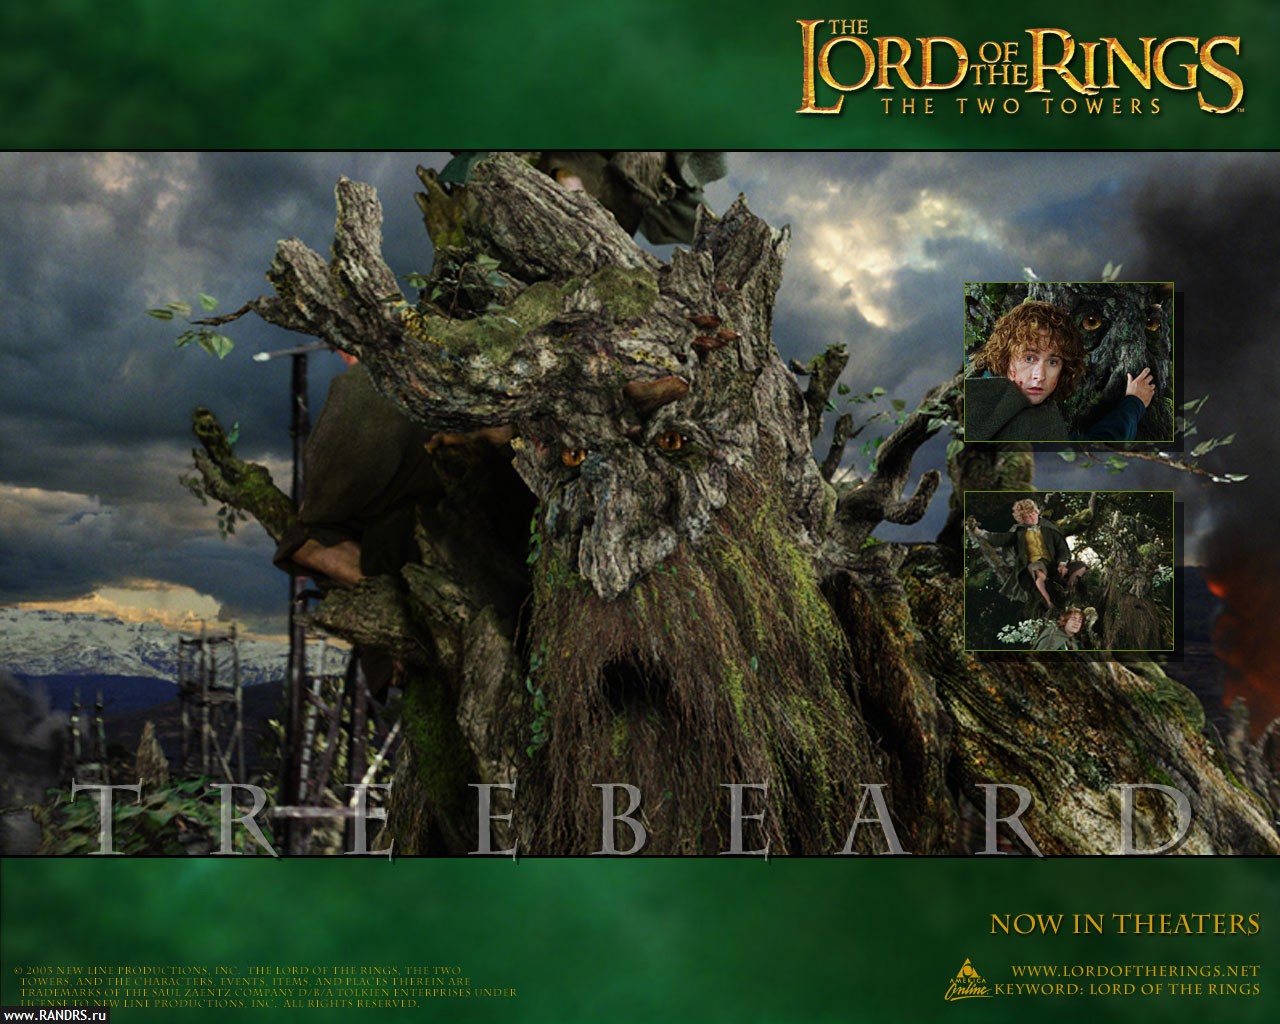 THE
LORD OF THE RINGS™
THE TWO TOWERS
TREEBEARD
NOW IN THEATERS
© 2003 NEW LINE PRODUCTIONS, INC. THE LORD OF THE RINGS, THE TWO
TOWERS, AND THE CHARACTERS, EVENTS, ITEMS, AND PLACES THEREIN ARE
TRADEMARKS OF THE SAUL ZAENTZ COMPANY D/B/A TOLKIEN ENTERPRISES UNDER
LICENSE TO NEW LINE PRODUCTIONS, INC. ALL RIGHTS RESERVED.
AMERICA
Online
WWW.LORDOFTHERINGS.NET
KEYWORD: LORD OF THE RINGS
www.RANDRS.ru